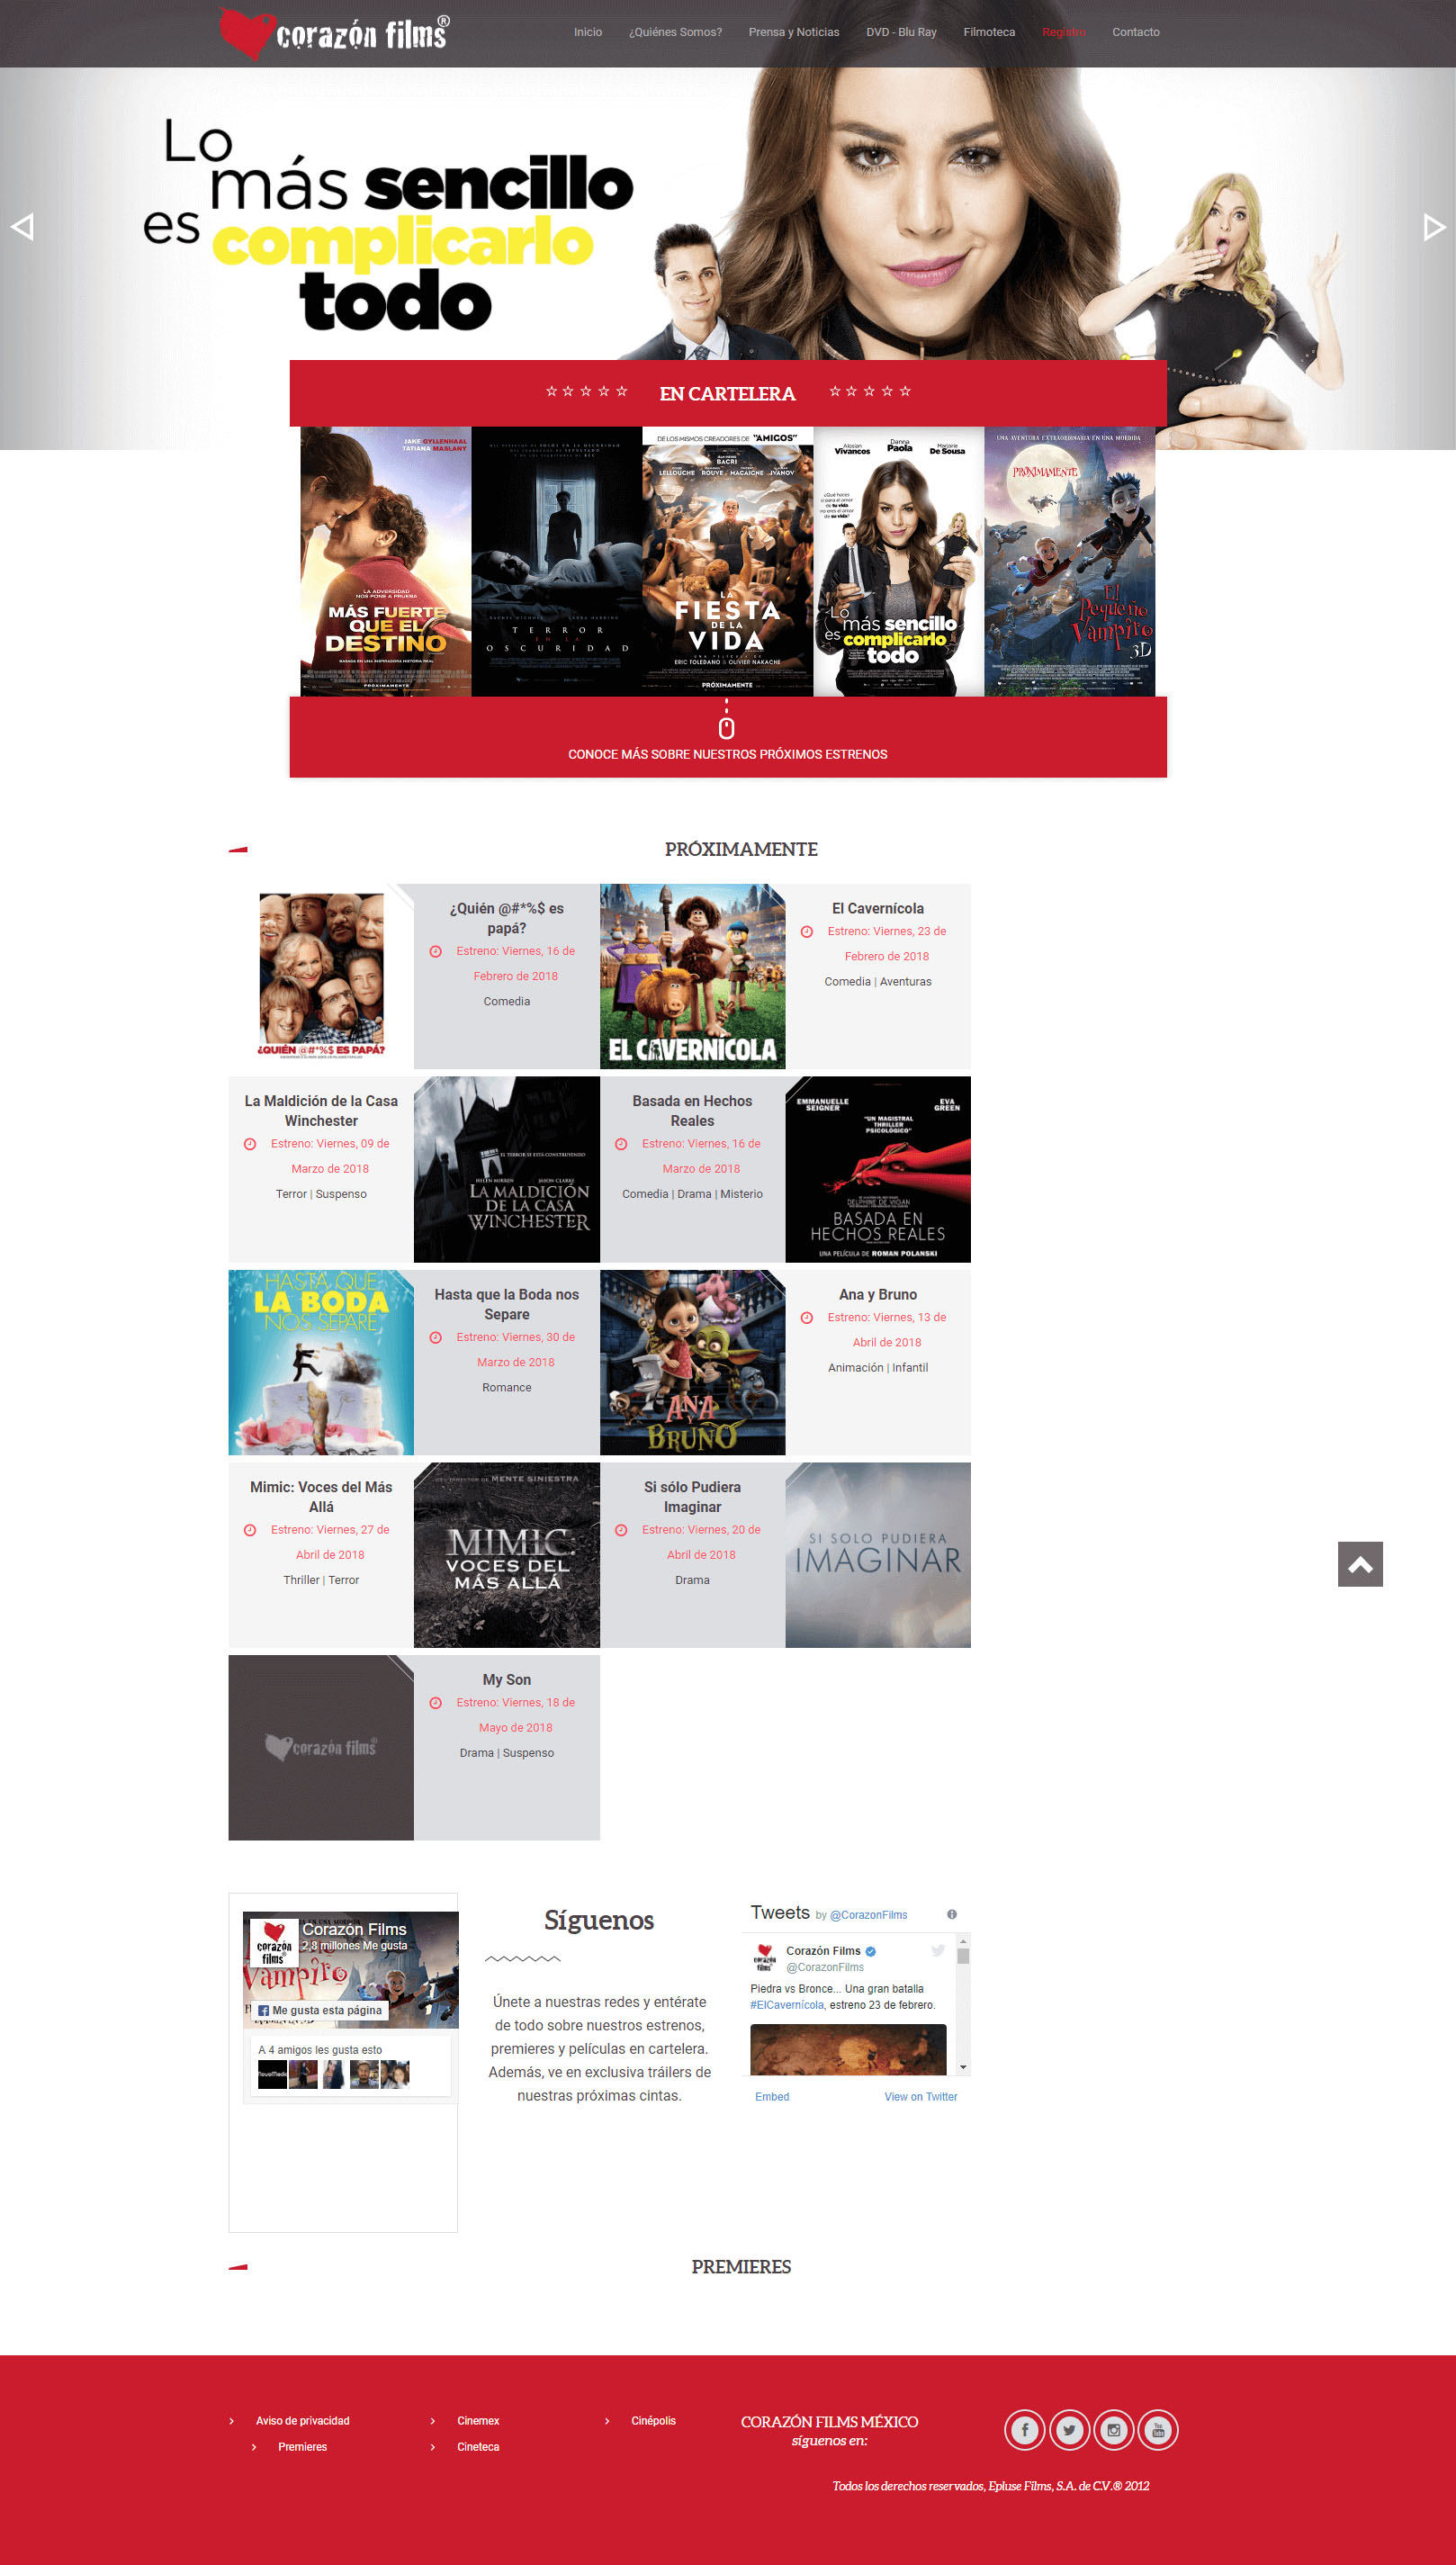 corazón films®
Inicio ¿Quiénes Somos? Prensa y Noticias DVD - Blu Ray Filmoteca Registro Contacto
Lo
más sencillo
es complicarlo
todo
☆ ☆ ☆ ☆ ☆ EN CARTELERA ☆ ☆ ☆ ☆ ☆
JAKE GYLLENHAAL
TATIANA MASLANY
LA ADVERSIDAD
NOS PONE A PRUEBA
MÁS FUERTE
QUE EL
DESTINO
BASADA EN UNA INSPIRADORA HISTORIA REAL
PRÓXIMAMENTE
TERROR
EN LA
OSCURIDAD
DE LOS MISMOS CREADORES DE "AMIGOS"
BACRI
LELLOUCHE ROUVE MACAIGNE IVANOV
LA
FIESTA
DE LA
VIDA
UNA PELÍCULA DE
ERIC TOLEDANO & OLIVIER NAKACHE
PRÓXIMAMENTE
Alosian Vivancos
Danna Paola
Marjorie De Sousa
Lo
más sencillo
es complicarlo
todo
UNA AVENTURA EXTRAORDINARIA EN UNA MORDIDA
PRÓXIMAMENTE
El
Pequeño
Vampiro
3D
CONOCE MÁS SOBRE NUESTROS PRÓXIMOS ESTRENOS
PRÓXIMAMENTE
¿QUIÉN @#*%$ ES PAPÁ?
¿Quién @#*%$ es
papá?
Estreno: Viernes, 16 de
Febrero de 2018
Comedia
EL CAVERNÍCOLA
El Cavernícola
Estreno: Viernes, 23 de
Febrero de 2018
Comedia | Aventuras
La Maldición de la Casa
Winchester
Estreno: Viernes, 09 de
Marzo de 2018
Terror | Suspenso
EL TERROR SI ESTÁ CONSTRUYENDO
HELEN MIRREN JASON CLARKE
LA MALDICIÓN
DE LA CASA
WINCHESTER
Basada en Hechos
Reales
Estreno: Viernes, 16 de
Marzo de 2018
Comedia | Drama | Misterio
EMMANUELLE
SEIGNER
EVA
GREEN
"UN MAGISTRAL
THRILLER
PSICOLÓGICO"
DELPHINE DE VIGAN
BASADA EN
HECHOS REALES
UNA PELÍCULA DE ROMAN POLANSKI
HASTA QUE
LA BODA
NOS SEPARE
Hasta que la Boda nos
Separe
Estreno: Viernes, 30 de
Marzo de 2018
Romance
ANA
Y
BRUNO
Ana y Bruno
Estreno: Viernes, 13 de
Abril de 2018
Animación | Infantil
Mimic: Voces del Más
Allá
Estreno: Viernes, 27 de
Abril de 2018
Thriller | Terror
DEL DIRECTOR DE MENTE SINIESTRA
MIMIC:
VOCES DEL
MÁS ALLÁ
Si sólo Pudiera
Imaginar
Estreno: Viernes, 20 de
Abril de 2018
Drama
SI SOLO PUDIERA
IMAGINAR
corazón films®
My Son
Estreno: Viernes, 18 de
Mayo de 2018
Drama | Suspenso
corazón
films®
Corazón Films
2,8 millones Me gusta
Vampiro
Me gusta esta página
A 4 amigos les gusta esto
Síguenos
Únete a nuestras redes y entérate
de todo sobre nuestros estrenos,
premieres y películas en cartelera.
Además, ve en exclusiva tráilers de
nuestras próximas cintas.
Tweets by @CorazonFilms
corazón
films®
Corazón Films
@CorazonFilms
Piedra vs Bronce... Una gran batalla
#ElCavernícola, estreno 23 de febrero.
Embed View on Twitter
PREMIERES
Aviso de privacidad
Premieres
Cinemex
Cineteca
Cinépolis
CORAZÓN FILMS MÉXICO
síguenos en:
You Tube
Todos los derechos reservados, Epluse Films, S.A. de C.V.® 2012